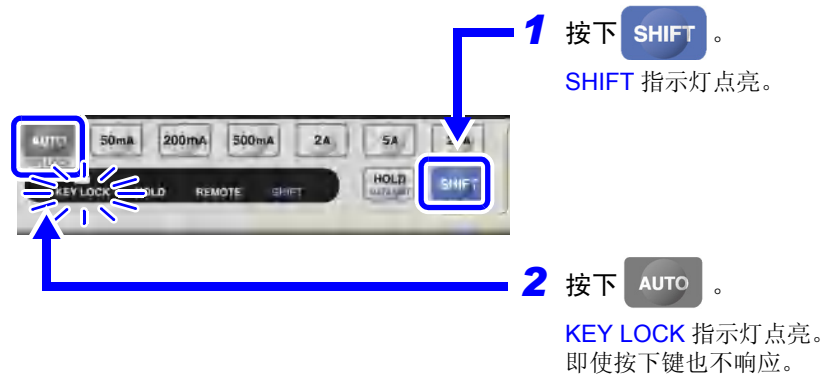 1 按下 SHIFT 。
SHIFT 指示灯点亮。
AUTO 50mA 200mA 500mA 2A 5A
HOLD
KEY LOCK HOLD REMOTE SHIFT SHIFT
2 按下 AUTO 。
KEY LOCK 指示灯点亮。
即使按下键也不响应。